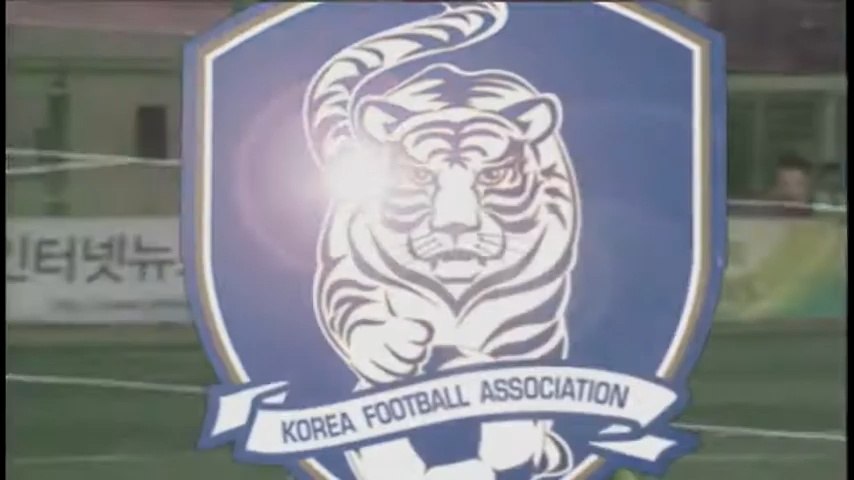 인터넷뉴
KOREA FOOTBALL ASSOCIATION